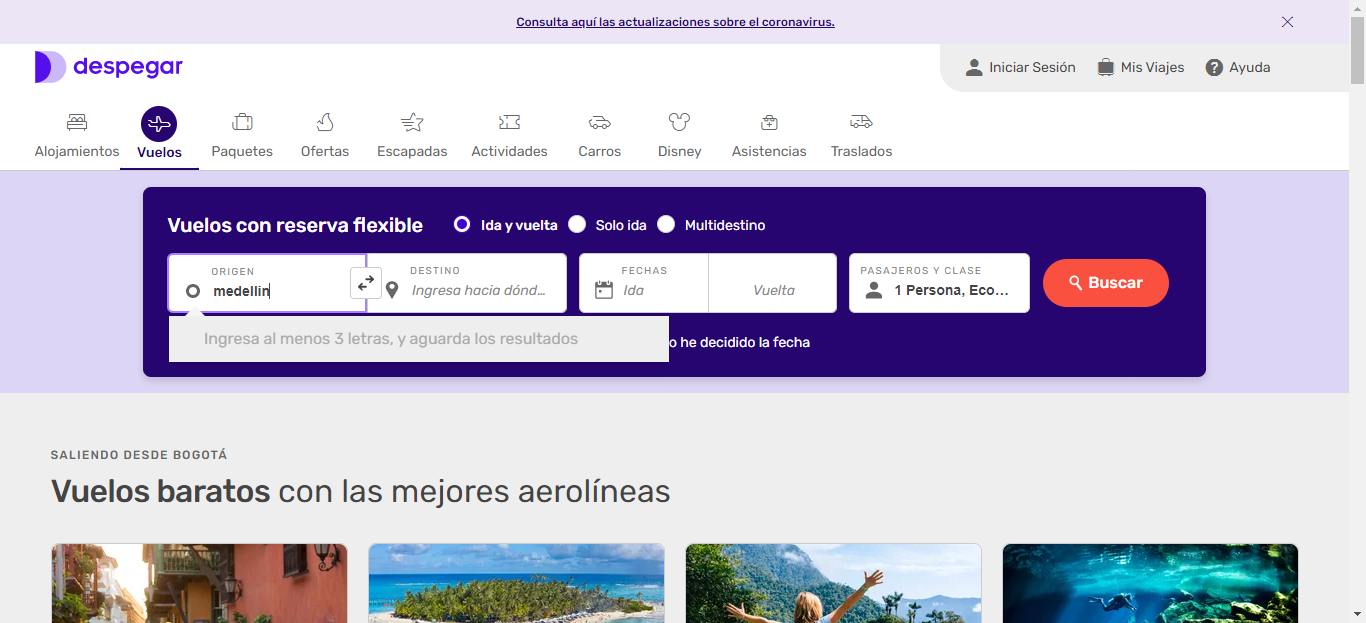 Consulta aquí las actualizaciones sobre el coronavirus.
despegar
Iniciar Sesión Mis Viajes ? Ayuda
Alojamientos Vuelos Paquetes Ofertas Escapadas Actividades Carros Disney Asistencias Traslados
Vuelos con reserva flexible Ida y vuelta Solo ida Multidestino
ORIGEN DESTINO FECHAS PASAJEROS Y CLASE
medellin Ingresa hacia dónd... Ida Vuelta 1 Persona, Eco... Buscar
Ingresa al menos 3 letras, y aguarda los resultados
o he decidido la fecha
SALIENDO DESDE BOGOTÁ
Vuelos baratos con las mejores aerolíneas